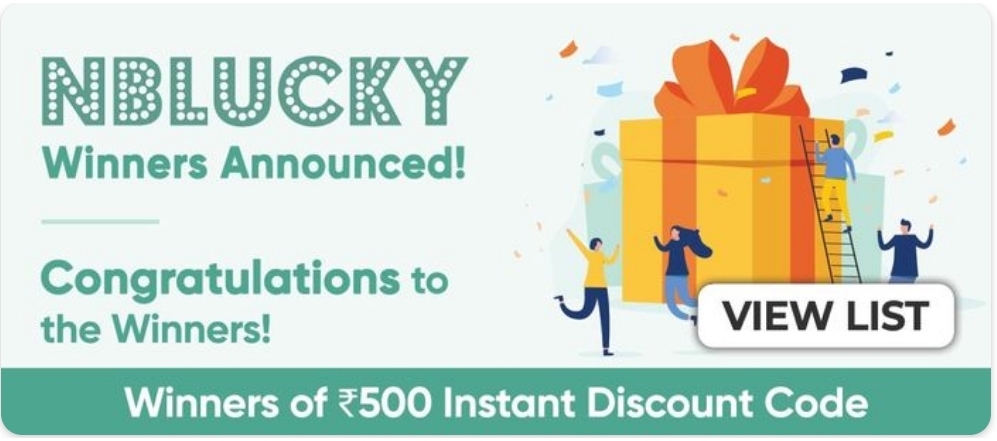 NBLUCKY
Winners Announced!
Congratulations to
the Winners!
VIEW LIST
Winners of ₹500 Instant Discount Code